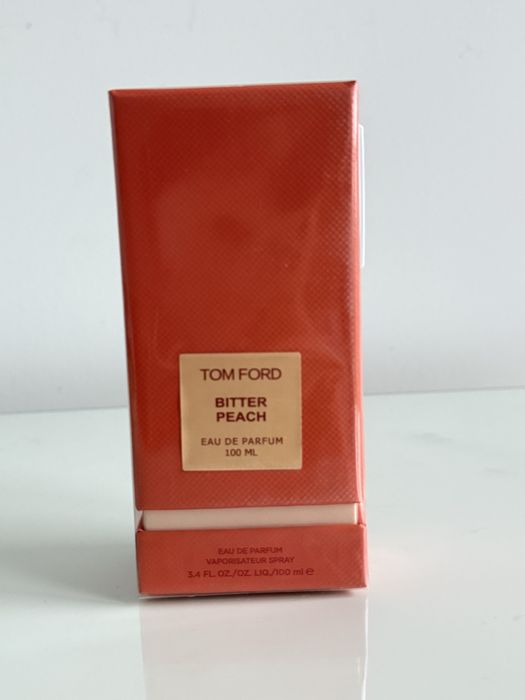 TOM FORD
BITTER
PEACH
EAU DE PARFUM
100 ML
EAU DE PARFUM
VAPORISATEUR SPRAY
3.4 FL. OZ./OZ. LIQ./100 ml ℮